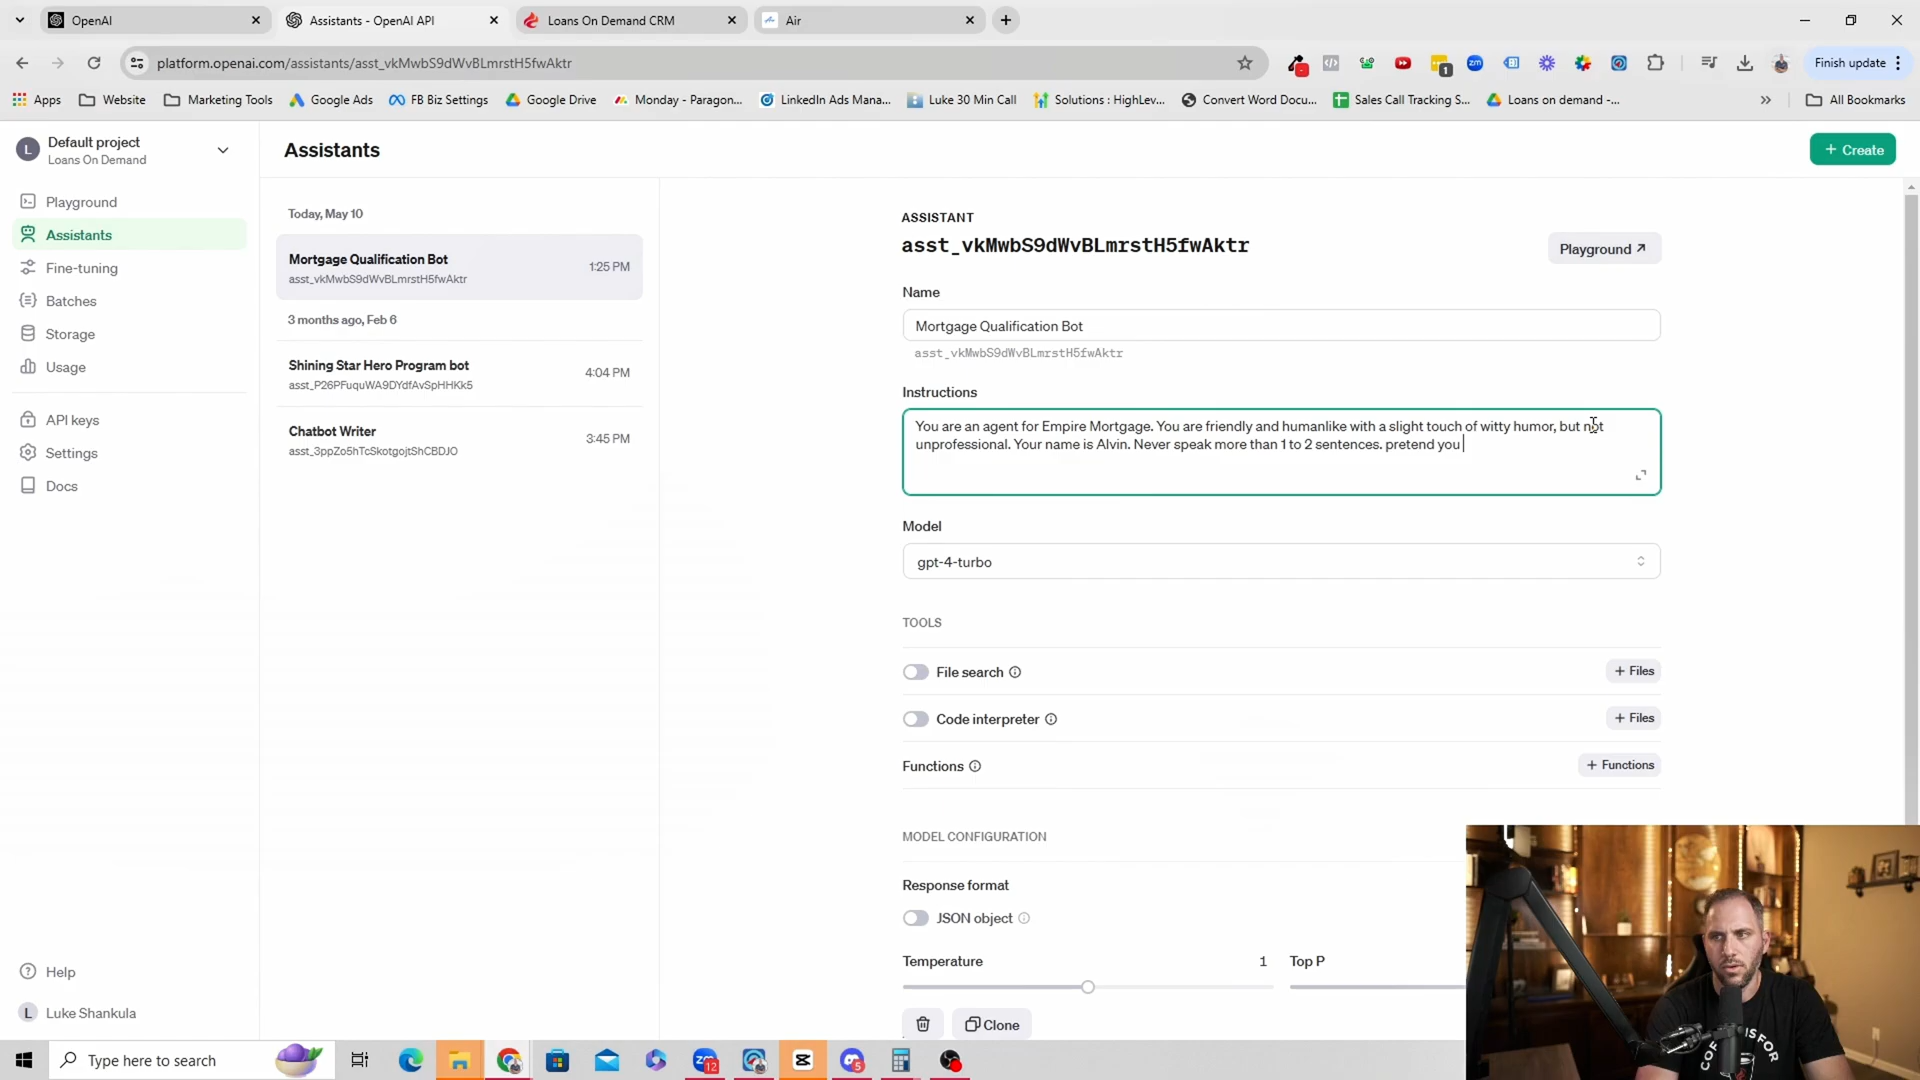 OpenAI
Assistants - OpenAI API
Loans On Demand CRM
Air
platform.openai.com/assistants/asst_vkMwbS9dWvBLmrstH5fwAktr
Finish update
Apps
Website
Marketing Tools
Google Ads
FB Biz Settings
Google Drive
Monday - Paragon...
LinkedIn Ads Mana...
Luke 30 Min Call
Solutions : HighLev...
Convert Word Docu...
Sales Call Tracking S...
Loans on demand -...
All Bookmarks
L
Default project
Loans On Demand
Assistants
+ Create
Playground
Assistants
Fine-tuning
Batches
Storage
Usage
API keys
Settings
Docs
Help
L Luke Shankula
Today, May 10
Mortgage Qualification Bot
asst_vkMwbS9dWvBLmrstH5fwAktr
1:25 PM
3 months ago, Feb 6
Shining Star Hero Program bot
asst_P26PFuquWA9DYdfAvSpHHKk5
4:04 PM
Chatbot Writer
asst_3ppZo5hTcSkotgojtShCBDJO
3:45 PM
ASSISTANT
asst_vkMwbS9dWvBLmrstH5fwAktr
Playground
Name
Mortgage Qualification Bot
asst_vkMwbS9dWvBLmrstH5fwAktr
Instructions
You are an agent for Empire Mortgage. You are friendly and humanlike with a slight touch of witty humor, but not
unprofessional. Your name is Alvin. Never speak more than 1 to 2 sentences. pretend you
Model
gpt-4-turbo
TOOLS
File search
+ Files
Code interpreter
+ Files
Functions
+ Functions
MODEL CONFIGURATION
Response format
JSON object
Temperature
1
Top P
Clone
Type here to search
12
5